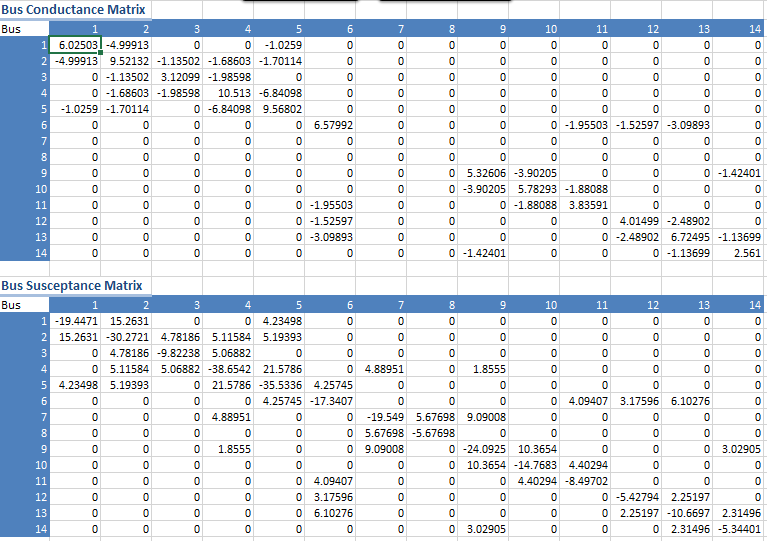 Bus Conductance Matrix
Bus 1 2 3 4 5 6 7 8 9 10 11 12 13 14
1 6.02503 -4.99913 0 0 -1.0259 0 0 0 0 0 0 0 0 0
2 -4.99913 9.52132 -1.13502 -1.68603 -1.70114 0 0 0 0 0 0 0 0 0
3 0 -1.13502 3.12099 -1.98598 0 0 0 0 0 0 0 0 0 0
4 0 -1.68603 -1.98598 10.513 -6.84098 0 0 0 0 0 0 0 0 0
5 -1.0259 -1.70114 0 -6.84098 9.56802 0 0 0 0 0 0 0 0 0
6 0 0 0 0 0 6.57992 0 0 0 0 -1.95503 -1.52597 -3.09893 0
7 0 0 0 0 0 0 0 0 0 0 0 0 0 0
8 0 0 0 0 0 0 0 0 0 0 0 0 0 0
9 0 0 0 0 0 0 0 0 5.32606 -3.90205 0 0 0 -1.42401
10 0 0 0 0 0 0 0 0 -3.90205 5.78293 -1.88088 0 0 0
11 0 0 0 0 0 -1.95503 0 0 0 -1.88088 3.83591 0 0 0
12 0 0 0 0 0 -1.52597 0 0 0 0 0 4.01499 -2.48902 0
13 0 0 0 0 0 -3.09893 0 0 0 0 0 -2.48902 6.72495 -1.13699
14 0 0 0 0 0 0 0 0 -1.42401 0 0 0 -1.13699 2.561
Bus Susceptance Matrix
Bus 1 2 3 4 5 6 7 8 9 10 11 12 13 14
1 -19.4471 15.2631 0 0 4.23498 0 0 0 0 0 0 0 0 0
2 15.2631 -30.2721 4.78186 5.11584 5.19393 0 0 0 0 0 0 0 0 0
3 0 4.78186 -9.82238 5.06882 0 0 0 0 0 0 0 0 0 0
4 0 5.11584 5.06882 -38.6542 21.5786 0 4.88951 0 1.8555 0 0 0 0 0
5 4.23498 5.19393 0 21.5786 -35.5336 4.25745 0 0 0 0 0 0 0 0
6 0 0 0 0 4.25745 -17.3407 0 0 0 0 4.09407 3.17596 6.10276 0
7 0 0 0 4.88951 0 0 -19.549 5.67698 9.09008 0 0 0 0 0
8 0 0 0 0 0 0 5.67698 -5.67698 0 0 0 0 0 0
9 0 0 0 1.8555 0 0 9.09008 0 -24.0925 10.3654 0 0 0 3.02905
10 0 0 0 0 0 0 0 0 10.3654 -14.7683 4.40294 0 0 0
11 0 0 0 0 0 4.09407 0 0 0 4.40294 -8.49702 0 0 0
12 0 0 0 0 0 3.17596 0 0 0 0 0 -5.42794 2.25197 0
13 0 0 0 0 0 6.10276 0 0 0 0 0 2.25197 -10.6697 2.31496
14 0 0 0 0 0 0 0 0 3.02905 0 0 0 2.31496 -5.34401